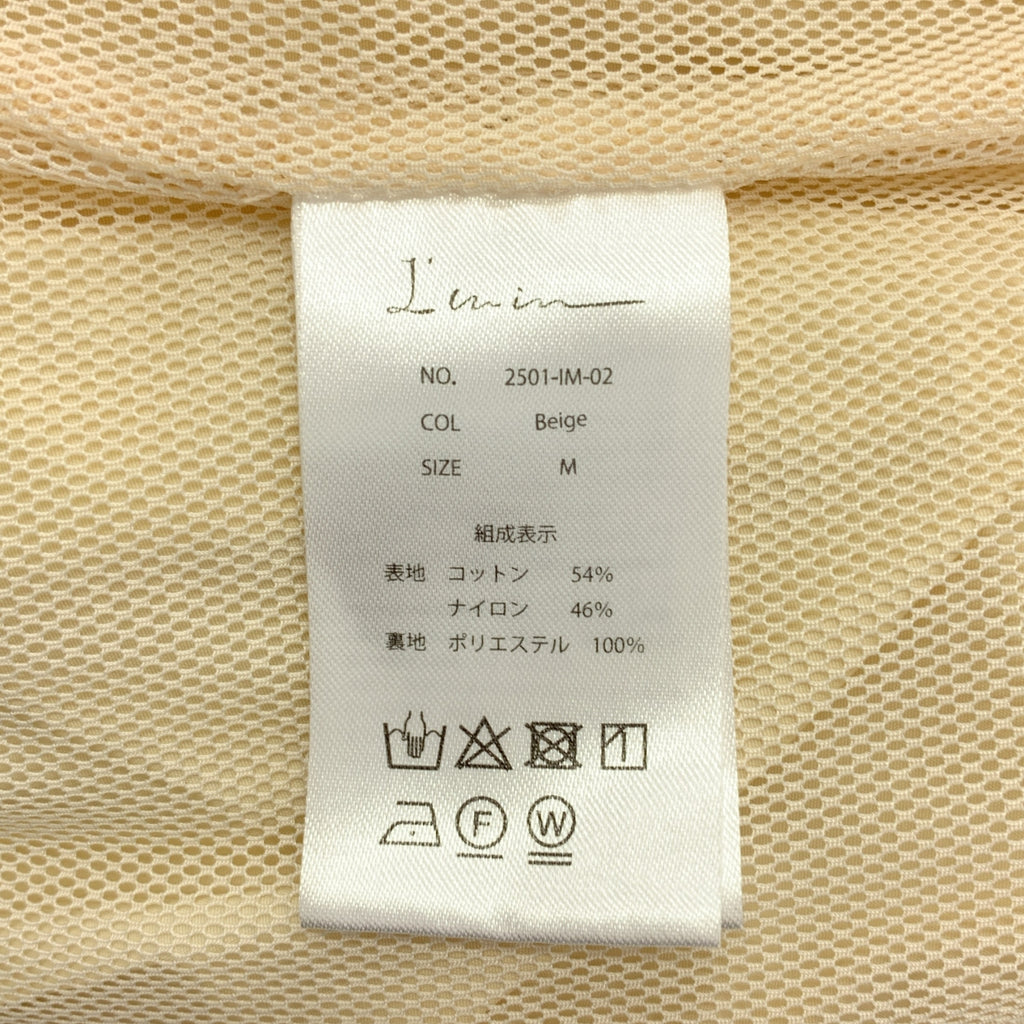 L'enim
NO. 2501-IM-02
COL Beige
SIZE M
組成表示
表地 コットン 54%
ナイロン 46%
裏地 ポリエステル 100%
F W